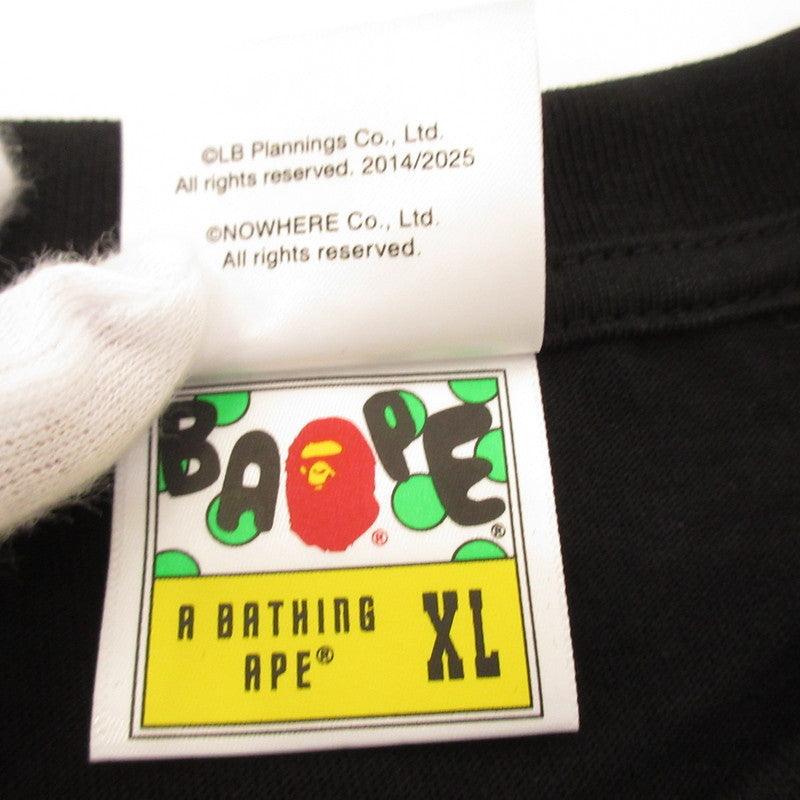 ©LB Plannings Co., Ltd.
All rights reserved. 2014/2025
©NOWHERE Co., Ltd.
All rights reserved.
BAPE®
®
A BATHING
APE®
XL